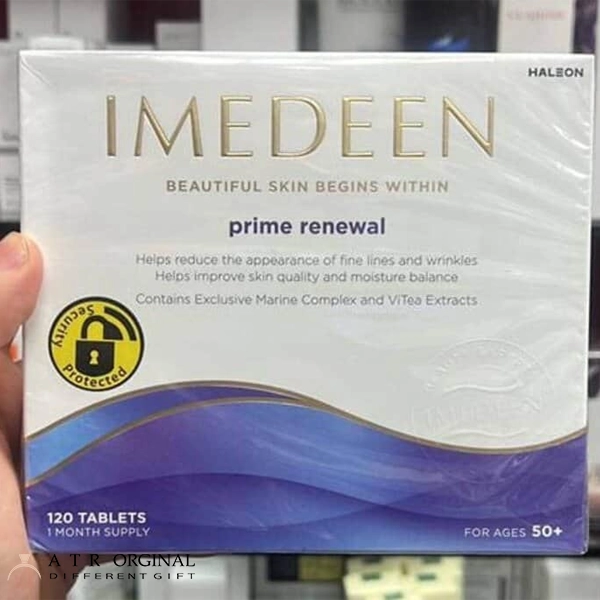 HALEON
IMEDEEN
BEAUTIFUL SKIN BEGINS WITHIN
prime renewal
Helps reduce the appearance of fine lines and wrinkles
Helps improve skin quality and moisture balance
Contains Exclusive Marine Complex and ViTea Extracts
Security
Protected
120 TABLETS
1 MONTH SUPPLY
FOR AGES 50+
A T R ORGINAL
DIFFERENT GIFT